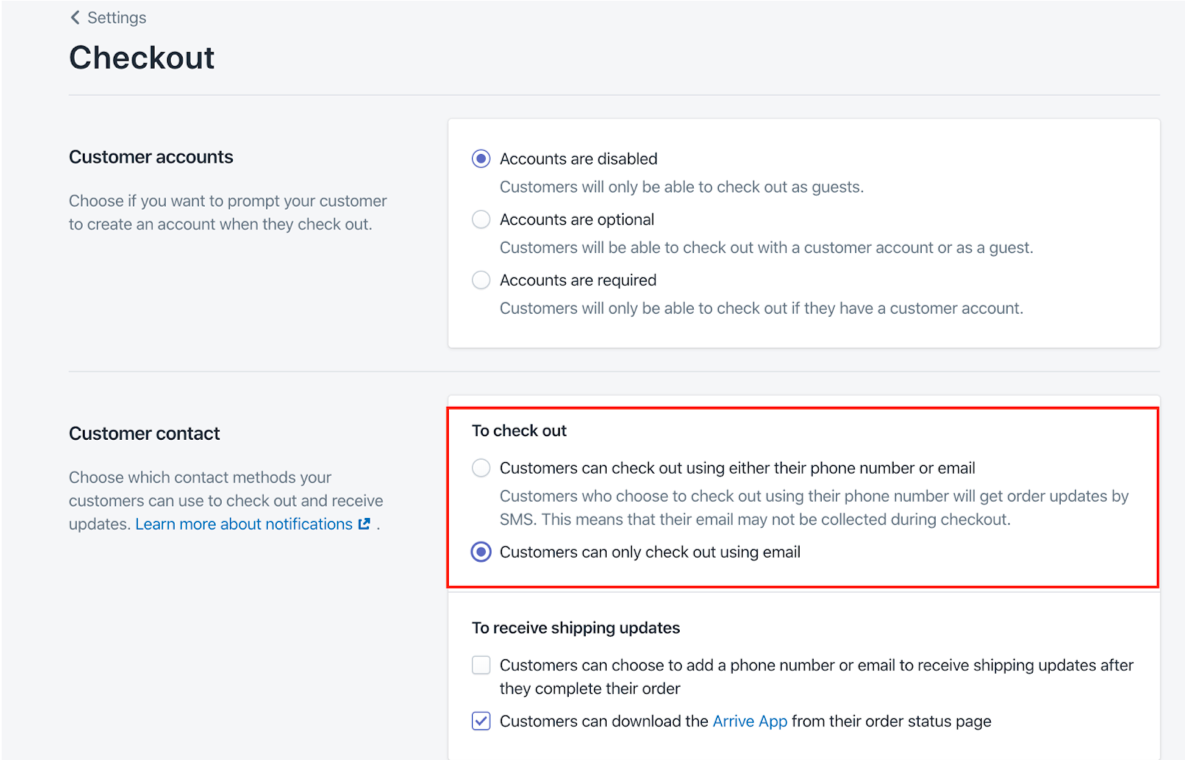 Settings
Checkout
Customer accounts
Choose if you want to prompt your customer
to create an account when they check out.
Accounts are disabled
Customers will only be able to check out as guests.
Accounts are optional
Customers will be able to check out with a customer account or as a guest.
Accounts are required
Customers will only be able to check out if they have a customer account.
Customer contact
Choose which contact methods your
customers can use to check out and receive
updates. Learn more about notifications .
To check out
Customers can check out using either their phone number or email
Customers who choose to check out using their phone number will get order updates by
SMS. This means that their email may not be collected during checkout.
Customers can only check out using email
To receive shipping updates
Customers can choose to add a phone number or email to receive shipping updates after
they complete their order
Customers can download the Arrive App from their order status page